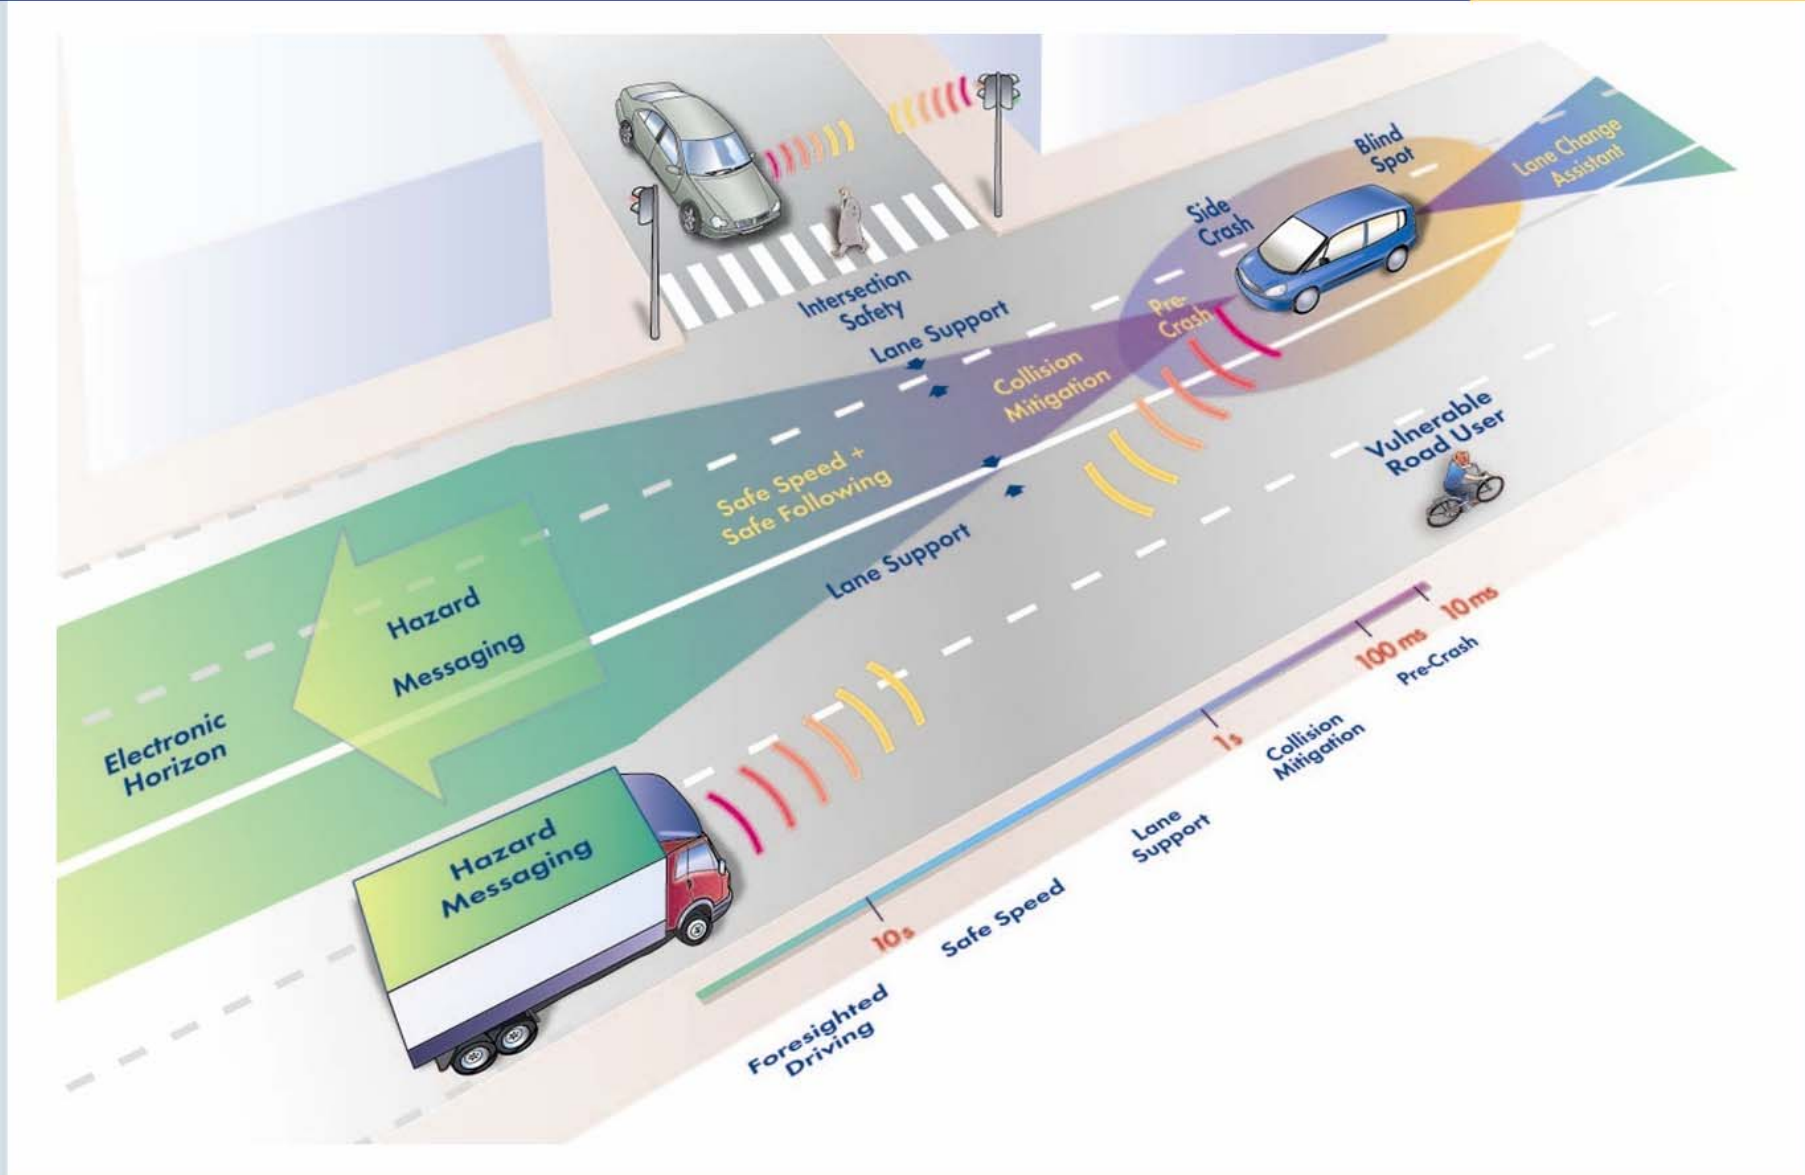 Blind
Spot
Lane Change
Assistant
Side
Crash
Intersection
Safety
Lane Support
Pre-
Crash
Collision
Mitigation
Vulnerable
Road User
Safe Speed +
Safe Following
Lane Support
Hazard
Messaging
Electronic
Horizon
Hazard
Messaging
10ms
100 ms
Pre-Crash
1s
Collision
Mitigation
Lane
Support
10s
Safe Speed
Foresighted
Driving